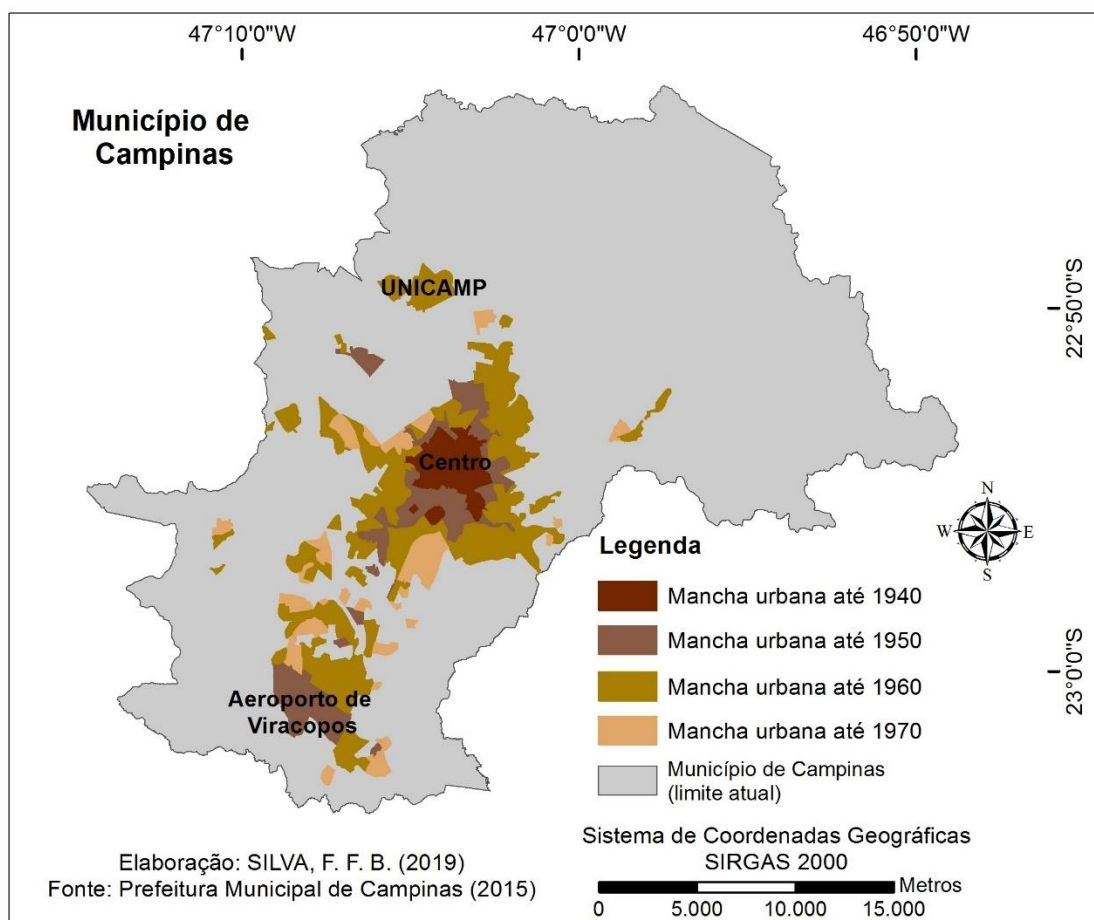 47°10'0"W 47°0'0"W 46°50'0"W
Município de
Campinas
UNICAMP
22°50'0"S
Centro
N
W E
S
Legenda
Mancha urbana até 1940
Mancha urbana até 1950
Mancha urbana até 1960
Mancha urbana até 1970
Município de Campinas
(limite atual)
23°0'0"S
Aeroporto de
Viracopos
Sistema de Coordenadas Geográficas
SIRGAS 2000
Metros
0 5.000 10.000 15.000
Elaboração: SILVA, F. F. B. (2019)
Fonte: Prefeitura Municipal de Campinas (2015)